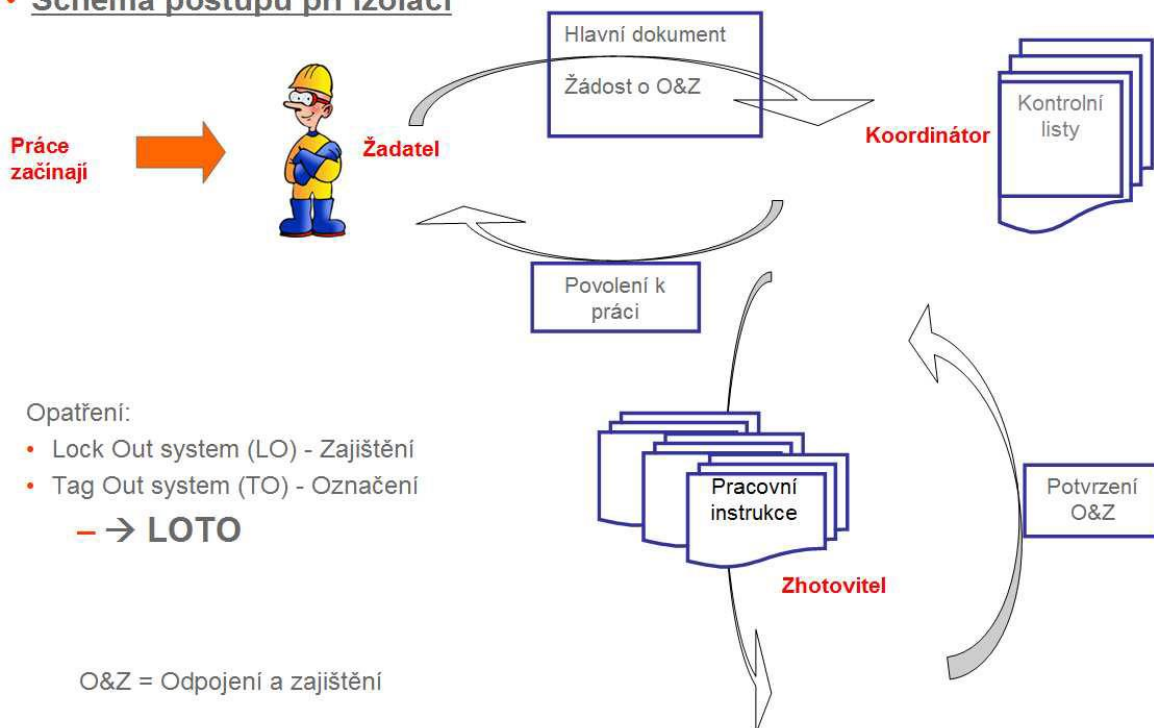 • Schéma postupu při izolaci
Hlavní dokument
Žádost o O&Z
Kontrolní
listy
Práce
začínají
Žadatel
Koordinátor
Povolení k
práci
Opatření:
• Lock Out system (LO) - Zajištění
• Tag Out system (TO) - Označení
– → LOTO
Pracovní
instrukce
Potvrzení
O&Z
Zhotovitel
O&Z = Odpojení a zajištění